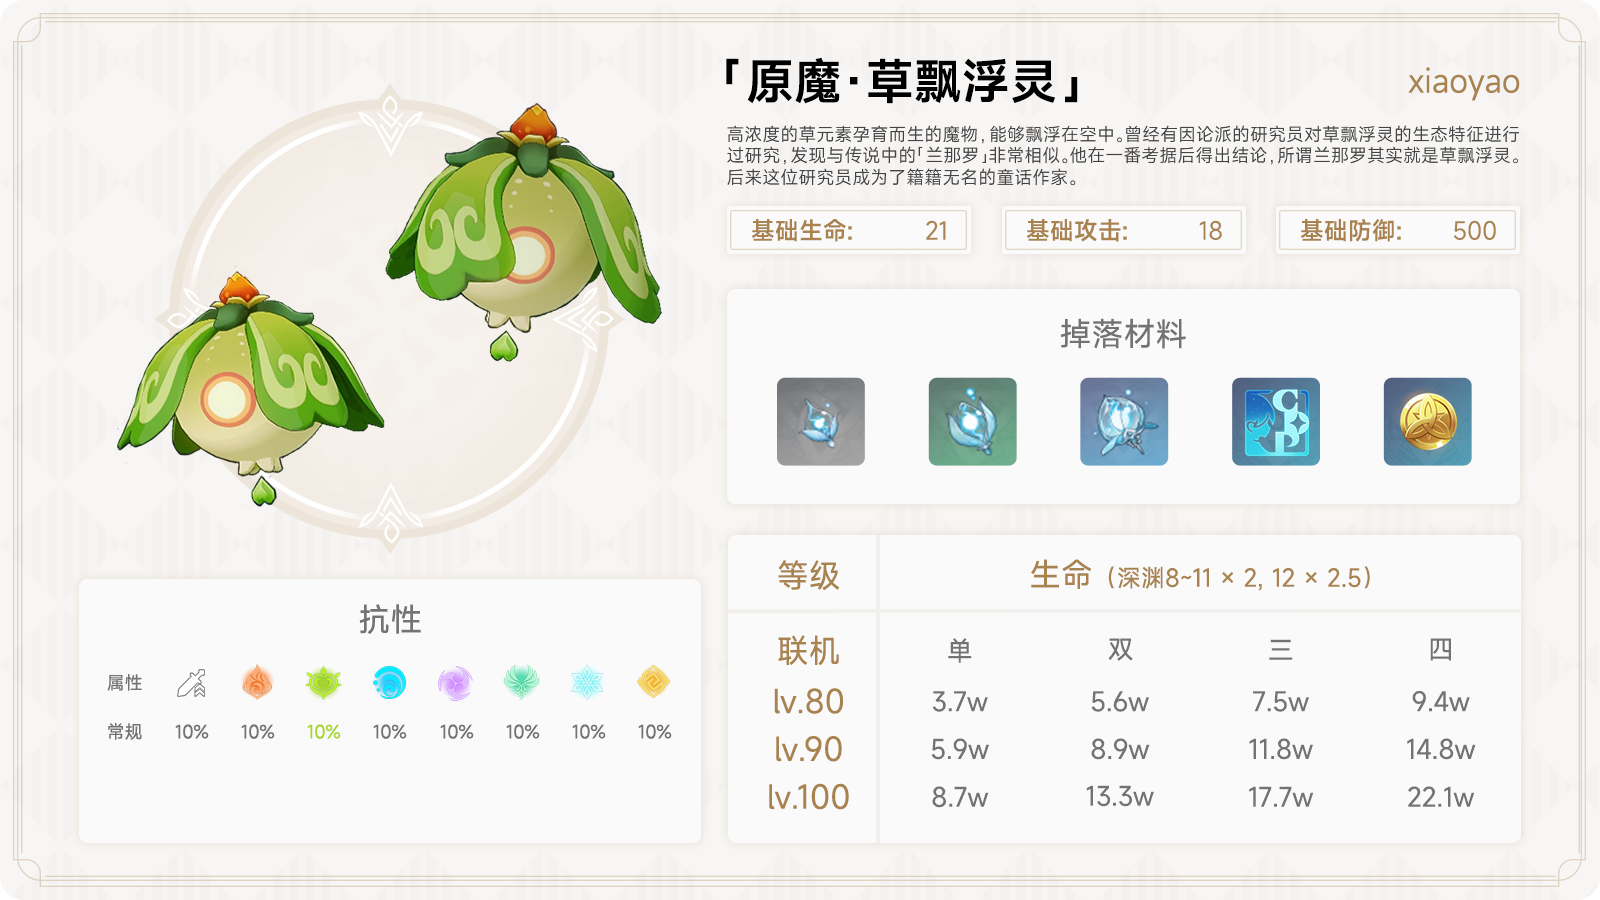 「原魔·草飘浮灵」
xiaoyao
高浓度的草元素孕育而生的魔物，能够飘浮在空中。曾经有因论派的研究员对草飘浮灵的生态特征进行
过研究，发现与传说中的「兰那罗」非常相似。他在一番考据后得出结论，所谓兰那罗其实就是草飘浮灵。
后来这位研究员成为了籍籍无名的童话作家。
基础生命: 21 基础攻击: 18 基础防御: 500
掉落材料
抗性
属性
常规 10% 10% 10% 10% 10% 10% 10% 10%
等级 生命（深渊8~11 × 2, 12 × 2.5）
联机 单 双 三 四
lv.80 3.7w 5.6w 7.5w 9.4w
lv.90 5.9w 8.9w 11.8w 14.8w
lv.100 8.7w 13.3w 17.7w 22.1w